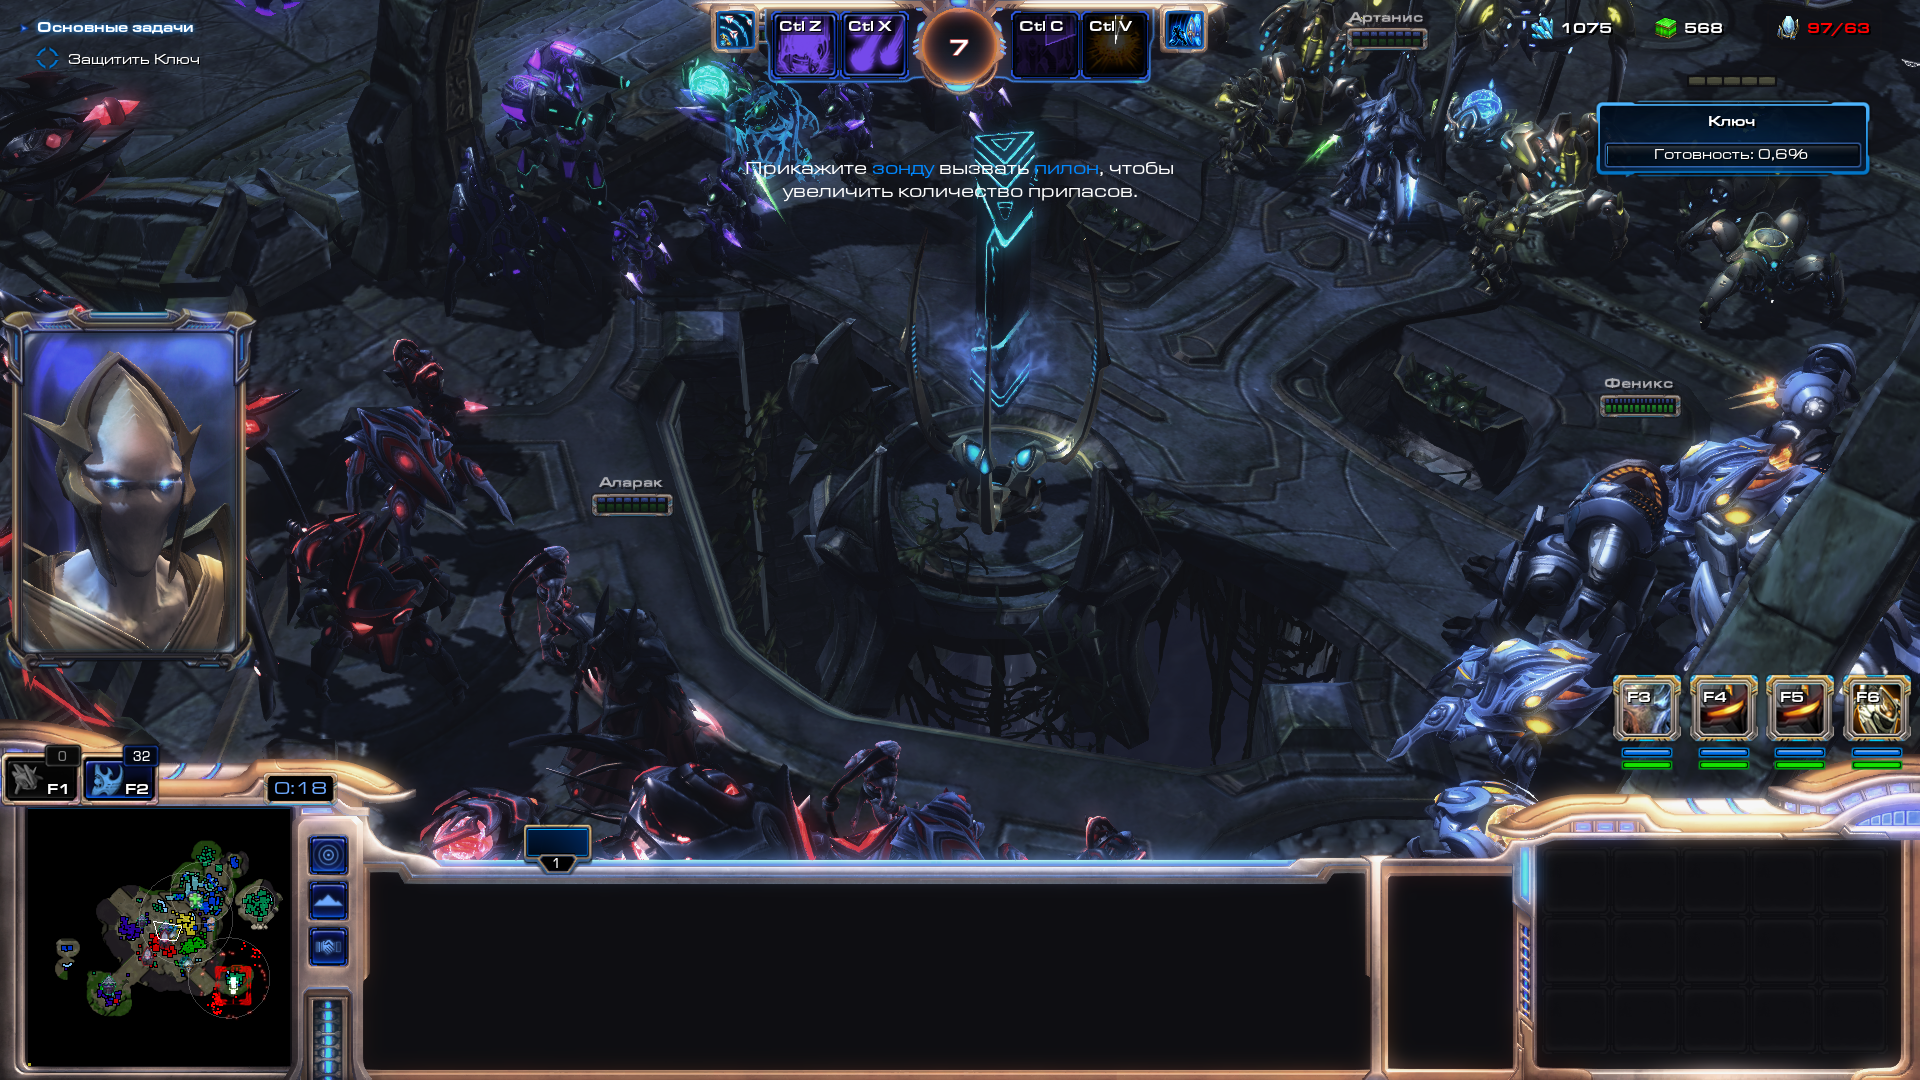 Основные задачи
Защитить Ключ
Ctl Z
Ctl X
7
Ctl C
Ctl V
Артанис
1075
568
97/63
Ключ
Готовность: 0,6%
Прикажите зонду вызвать пилон, чтобы
увеличить количество припасов.
Феникс
Аларак
F3
F4
F5
F6
0
F1
32
F2
0:18
1